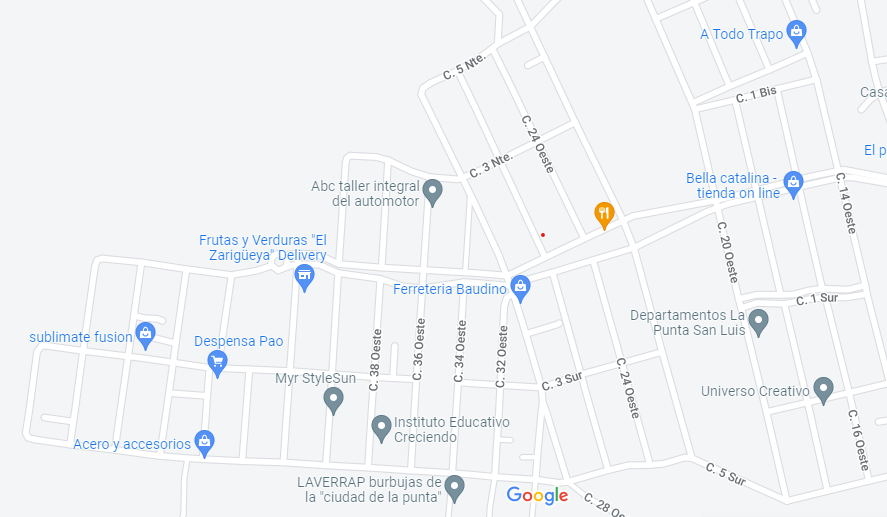 A Todo Trapo
C. 5 Nte.
C. 1 Bis
Casa
C. 24 Oeste
El p
C. 3 Nte.
Abc taller integral
del automotor
Bella catalina -
tienda on line
C. 14 Oeste
Frutas y Verduras "El
Zarigüeya" Delivery
C. 20 Oeste
Ferreteria Baudino
C. 1 Sur
Departamentos La
Punta San Luis
sublimate fusion
Despensa Pao
C. 38 Oeste
C. 36 Oeste
C. 34 Oeste
C. 32 Oeste
Myr StyleSun
C. 3 Sur
C. 24 Oeste
Universo Creativo
Instituto Educativo
Creciendo
C. 16 Oeste
Acero y accesorios
LAVERRAP burbujas de
la "ciudad de la punta"
Google
C. 5 Sur
C. 28 Oe